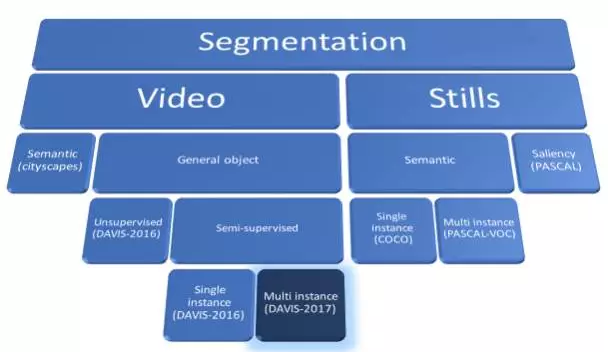 Segmentation
Video
Stills
Semantic
(cityscapes)
General object
Semantic
Saliency
(PASCAL)
Unsupervised
(DAVIS-2016)
Semi-supervised
Single
instance
(COCO)
Multi instance
(PASCAL-VOC)
Single
instance
(DAVIS-2016)
Multi instance
(DAVIS-2017)